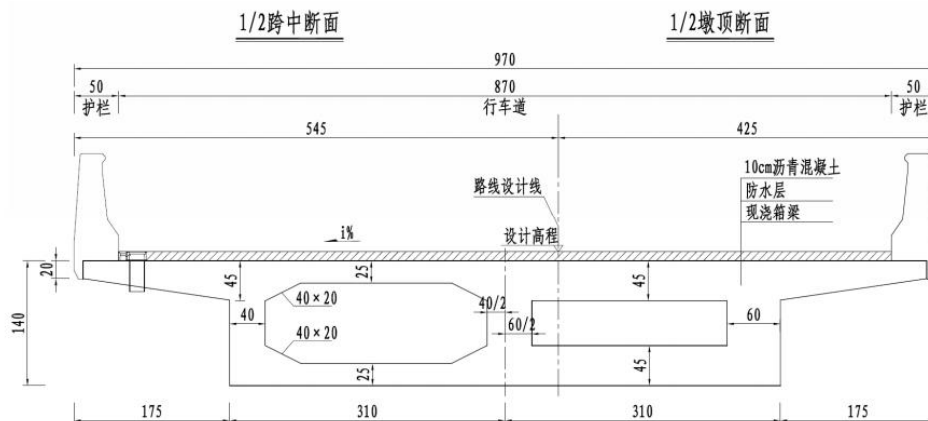 1/2跨中断面
1/2墩顶断面
970
50
870
50
护栏
行车道
护栏
545
425
10cm沥青混凝土
路线设计线
防水层
现浇箱梁
i%
设计高程
20
45
25
45
40×20
40/2
140
40
60
40×20
60/2
25
45
175
310
310
175